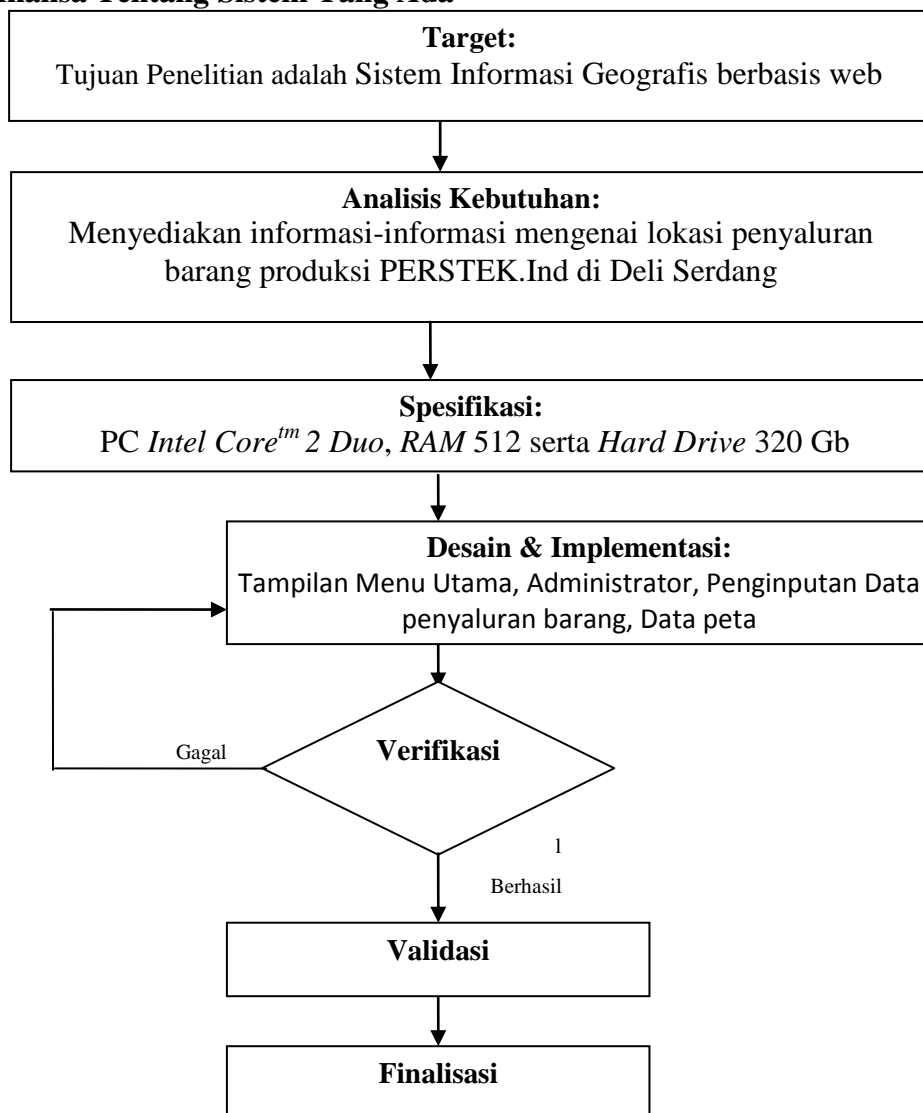 Tentang Sistem Yang Ada
Target:
Tujuan Penelitian adalah Sistem Informasi Geografis berbasis web
Analisis Kebutuhan:
Menyediakan informasi-informasi mengenai lokasi penyaluran
barang produksi PERSTEK.Ind di Deli Serdang
Spesifikasi:
PC Intel Core™ 2 Duo, RAM 512 serta Hard Drive 320 Gb
Desain & Implementasi:
Tampilan Menu Utama, Administrator, Penginputan Data
penyaluran barang, Data peta
Verifikasi
Gagal
l
Berhasil
Validasi
Finalisasi